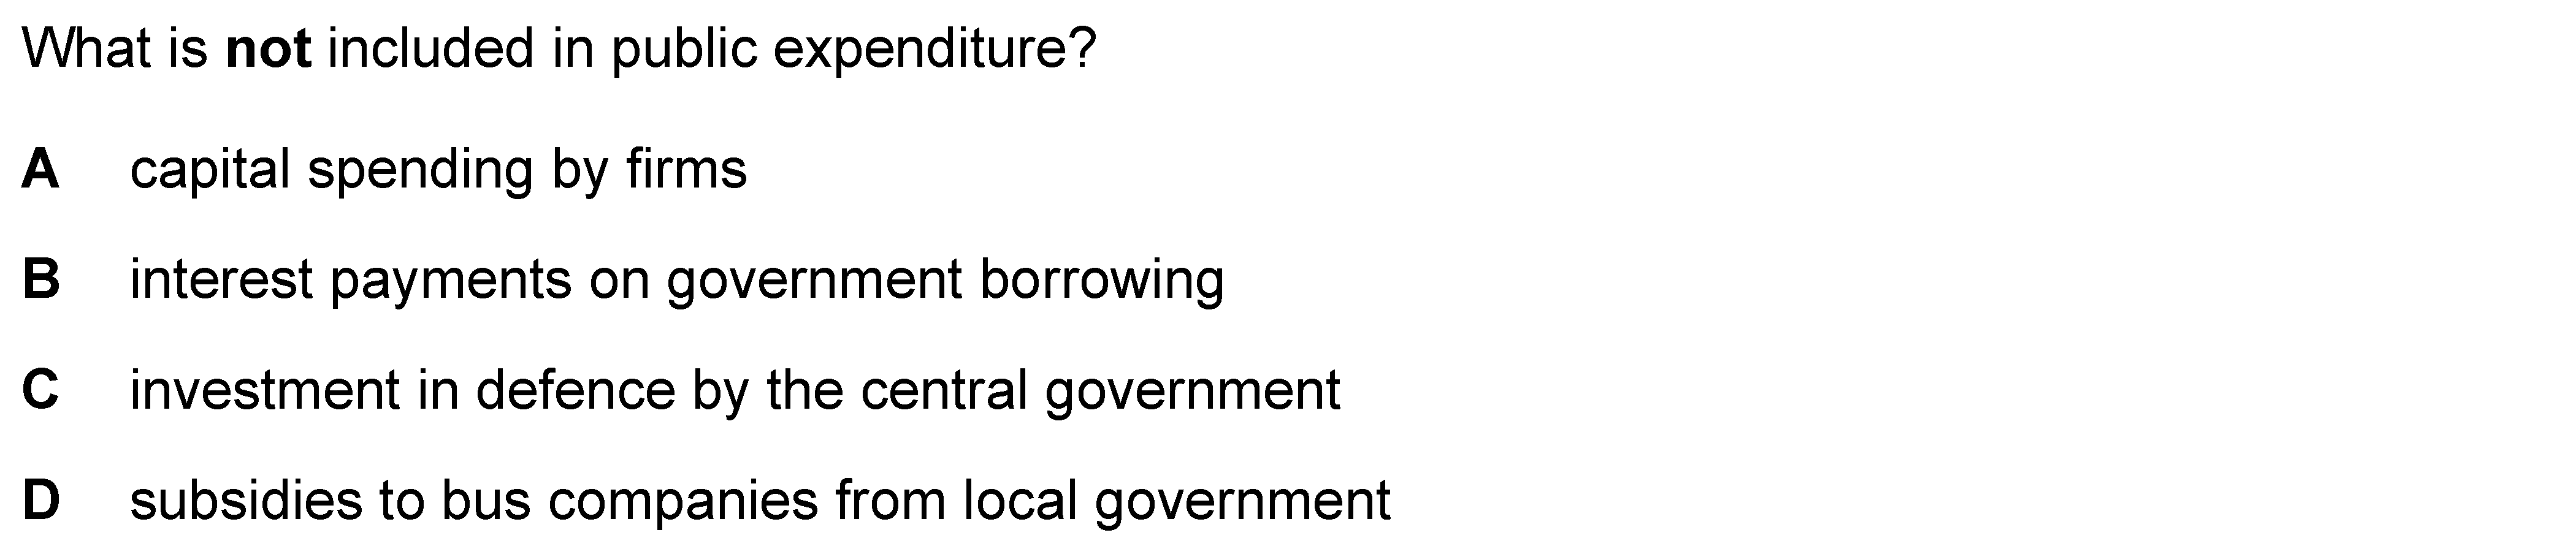 What is not included in public expenditure?
A capital spending by firms
B interest payments on government borrowing
C investment in defence by the central government
D subsidies to bus companies from local government